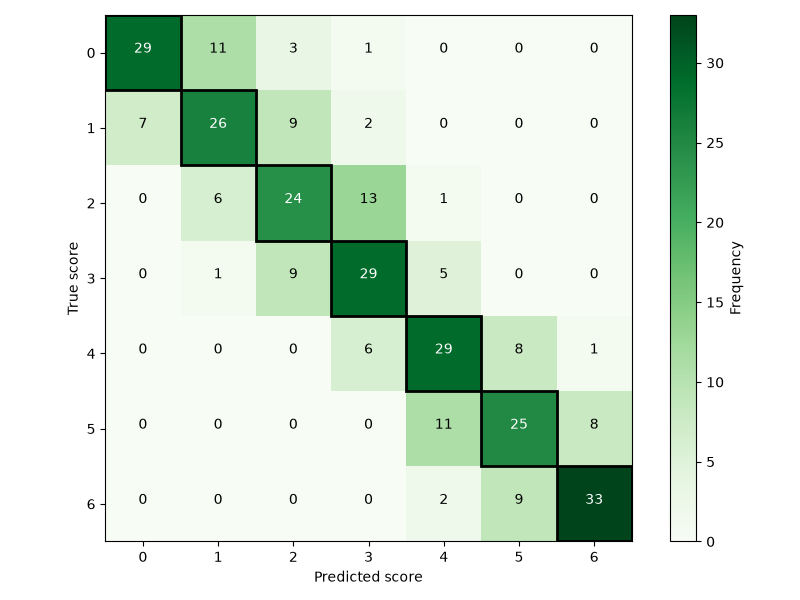 0 29 11 3 1 0 0 0
1 7 26 9 2 0 0 0
2 0 6 24 13 1 0 0
3 0 1 9 29 5 0 0
4 0 0 0 6 29 8 1
5 0 0 0 0 11 25 8
6 0 0 0 0 2 9 33
0 1 2 3 4 5 6
Predicted score
True score
30
25
20
15
10
5
0
Frequency